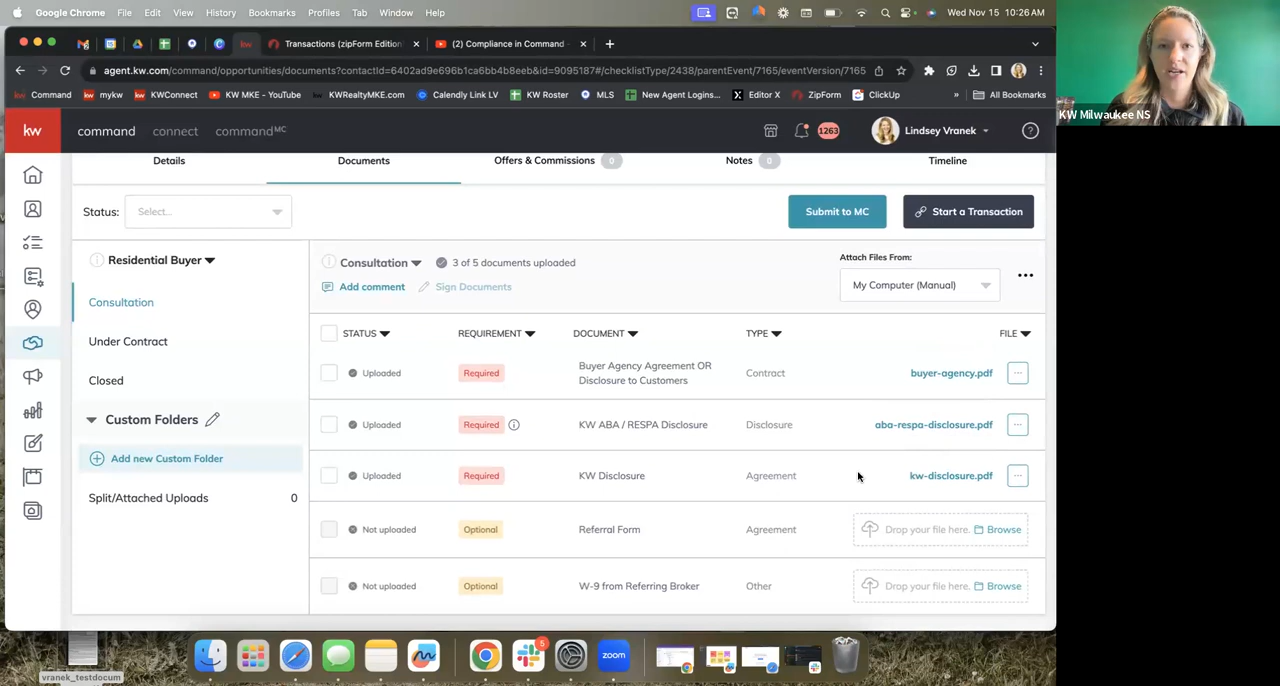 Google Chrome File Edit View History Bookmarks Profiles Tab Window Help Wed Nov 15 10:26 AM
Transactions (zipForm Edition (2) Compliance in Command
agent.kw.com/command/opportunities/documents?contactId=6402ad9e696b1ca6bb4b8eeb&id=9095187#/checklistType/2438/parentEvent/7165/eventVersion/7165
Command mykw KWConnect KW MKE - YouTube KWRealtyMKE.com Calendly Link LV KW Roster MLS New Agent Logins... Editor X ZipForm ClickUp » All Bookmarks
KW Milwaukee NS
kw command connect commandMC 1263 Lindsey Vranek
Details Documents Offers & Commissions 0 Notes 0 Timeline
Status: Select... Submit to MC Start a Transaction
Residential Buyer
Consultation
Under Contract
Closed
Custom Folders
Add new Custom Folder
Split/Attached Uploads 0
Consultation 3 of 5 documents uploaded
Add comment Sign Documents
Attach Files From:
My Computer (Manual)
STATUS REQUIREMENT DOCUMENT TYPE FILE
Uploaded Required Buyer Agency Agreement OR
Disclosure to Customers Contract buyer-agency.pdf
Uploaded Required KW ABA / RESPA Disclosure Disclosure aba-respa-disclosure.pdf
Uploaded Required KW Disclosure Agreement kw-disclosure.pdf
Not uploaded Optional Referral Form Agreement Drop your file here. Browse
Not uploaded Optional W-9 from Referring Broker Other Drop your file here. Browse
5
zoom
vranek_testdocum